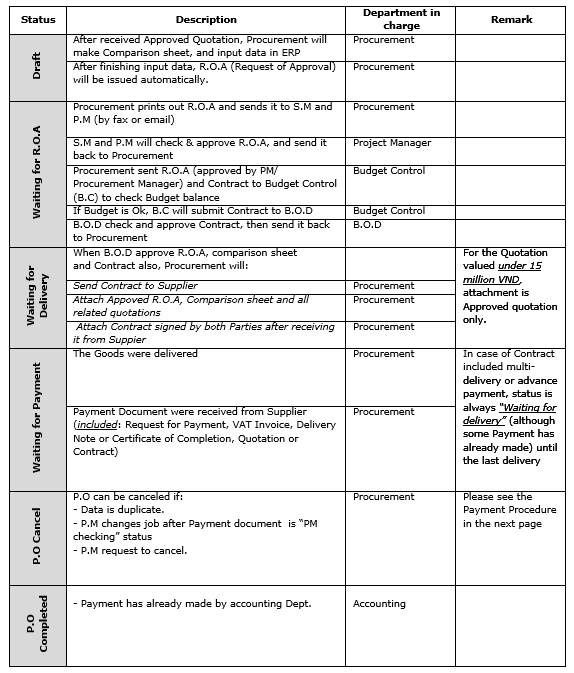 Status Description Department in charge Remark
Draft
After received Approved Quotation, Procurement will
make Comparison sheet, and input data in ERP
Procurement
After finishing input data, R.O.A (Request of Approval)
will be issued automatically.
Procurement
Waiting for R.O.A
Procurement prints out R.O.A and sends it to S.M and
P.M (by fax or email)
Procurement
S.M and P.M will check & approve R.O.A, and send it
back to Procurement
Project Manager
Procurement sent R.O.A (approved by PM/
Procurement Manager) and Contract to Budget Control
(B.C) to check Budget balance
Budget Control
If Budget is Ok, B.C will submit Contract to B.O.D
Budget Control
B.O.D check and approve Contract, then send it back
to Procurement
B.O.D
Waiting for
Delivery
When B.O.D approve R.O.A, comparison sheet
and Contract also, Procurement will:
Send Contract to Supplier
Procurement
Attach Appoved R.O.A, Comparison sheet and all
related quotations
Procurement
Attach Contract signed by both Parties after receiving
it from Suppier
Procurement
For the Quotation
valued under 15
million VND,
attachment is
Approved quotation
only.
Waiting for Payment
The Goods were delivered
Procurement
Payment Document were received from Supplier
(included: Request for Payment, VAT Invoice, Delivery
Note or Certificate of Completion, Quotation or
Contract)
Procurement
In case of Contract
included multi-
delivery or advance
payment, status is
always "Waiting for
delivery" (although
some Payment has
already made) until
the last delivery
P.O Cancel
P.O can be canceled if:
- Data is duplicate.
- P.M changes job after Payment document is “PM
checking” status
- P.M request to cancel.
Procurement
Please see the
Payment Procedure
in the next page
P.O
Completed
- Payment has already made by accounting Dept.
Accounting